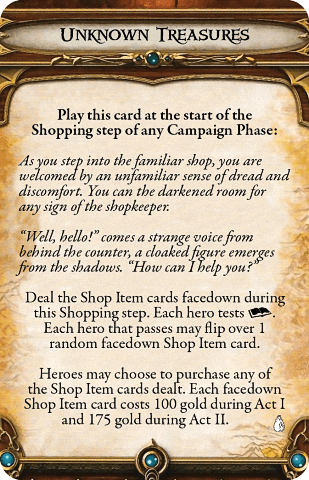 Unknown Treasures
Play this card at the start of the
Shopping step of any Campaign Phase:
As you step into the familiar shop, you are
welcomed by an unfamiliar sense of dread and
discomfort. You can the darkened room for
any sign of the shopkeeper.
“Well, hello!” comes a strange voice from
behind the counter, a cloaked figure emerges
from the shadows. “How can I help you?”
Deal the Shop Item cards facedown during
this Shopping step. Each hero tests .
Each hero that passes may flip over 1
random facedown Shop Item card.
Heroes may choose to purchase any of
the Shop Item cards dealt. Each facedown
Shop Item card costs 100 gold during Act I
and 175 gold during Act II.